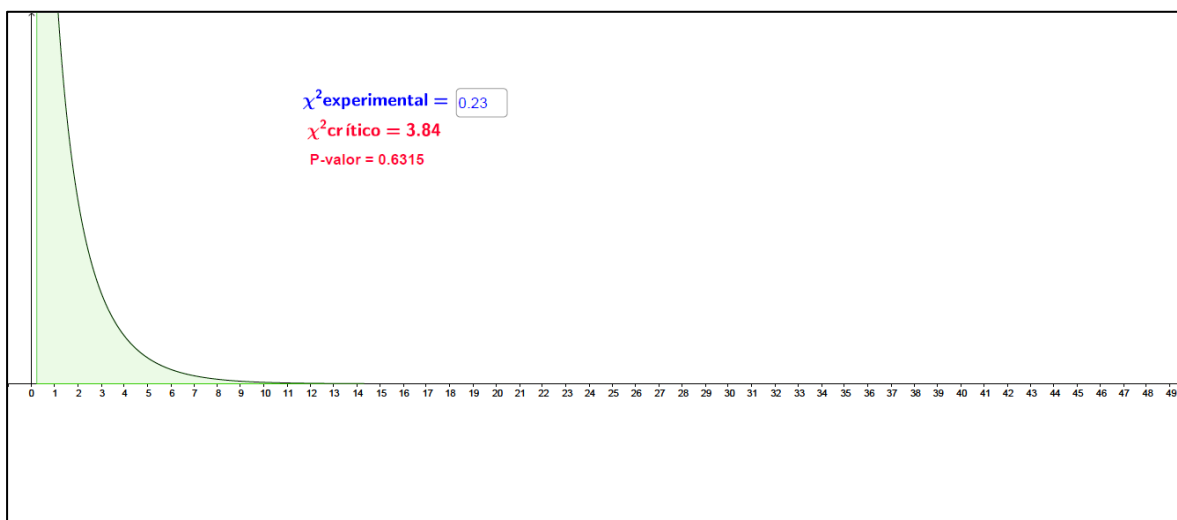 χ²experimental = 0.23
χ²crítico = 3.84
P-valor = 0.6315
0 1 2 3 4 5 6 7 8 9 10 11 12 13 14 15 16 17 18 19 20 21 22 23 24 25 26 27 28 29 30 31 32 33 34 35 36 37 38 39 40 41 42 43 44 45 46 47 48 49